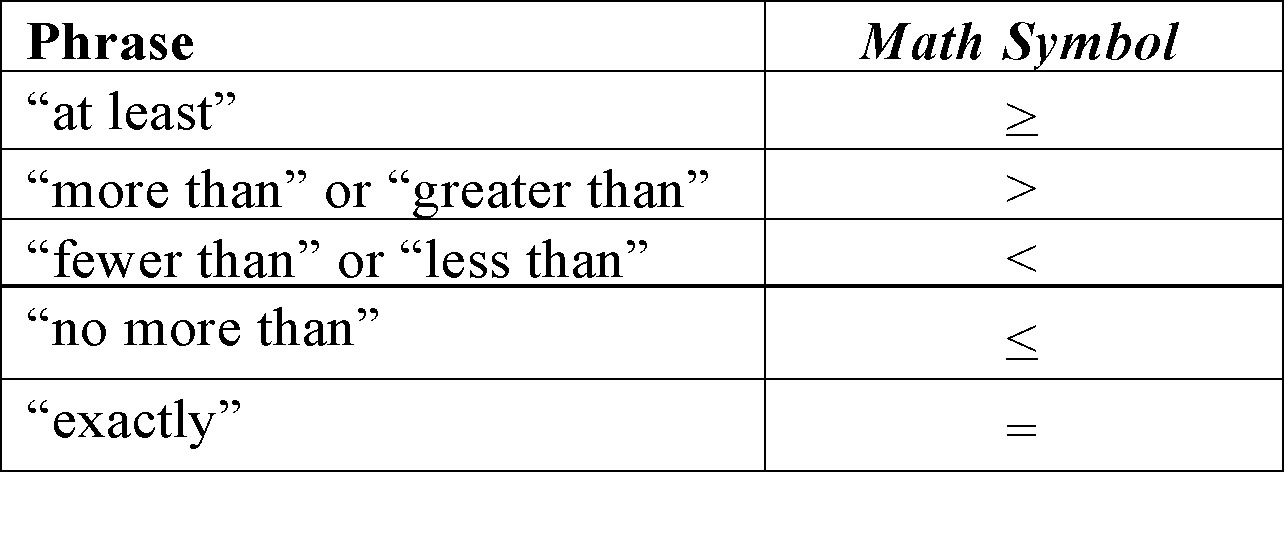 Phrase Math Symbol
“at least” ≥
“more than” or “greater than” >
“fewer than” or “less than” <
“no more than” ≤
“exactly” =